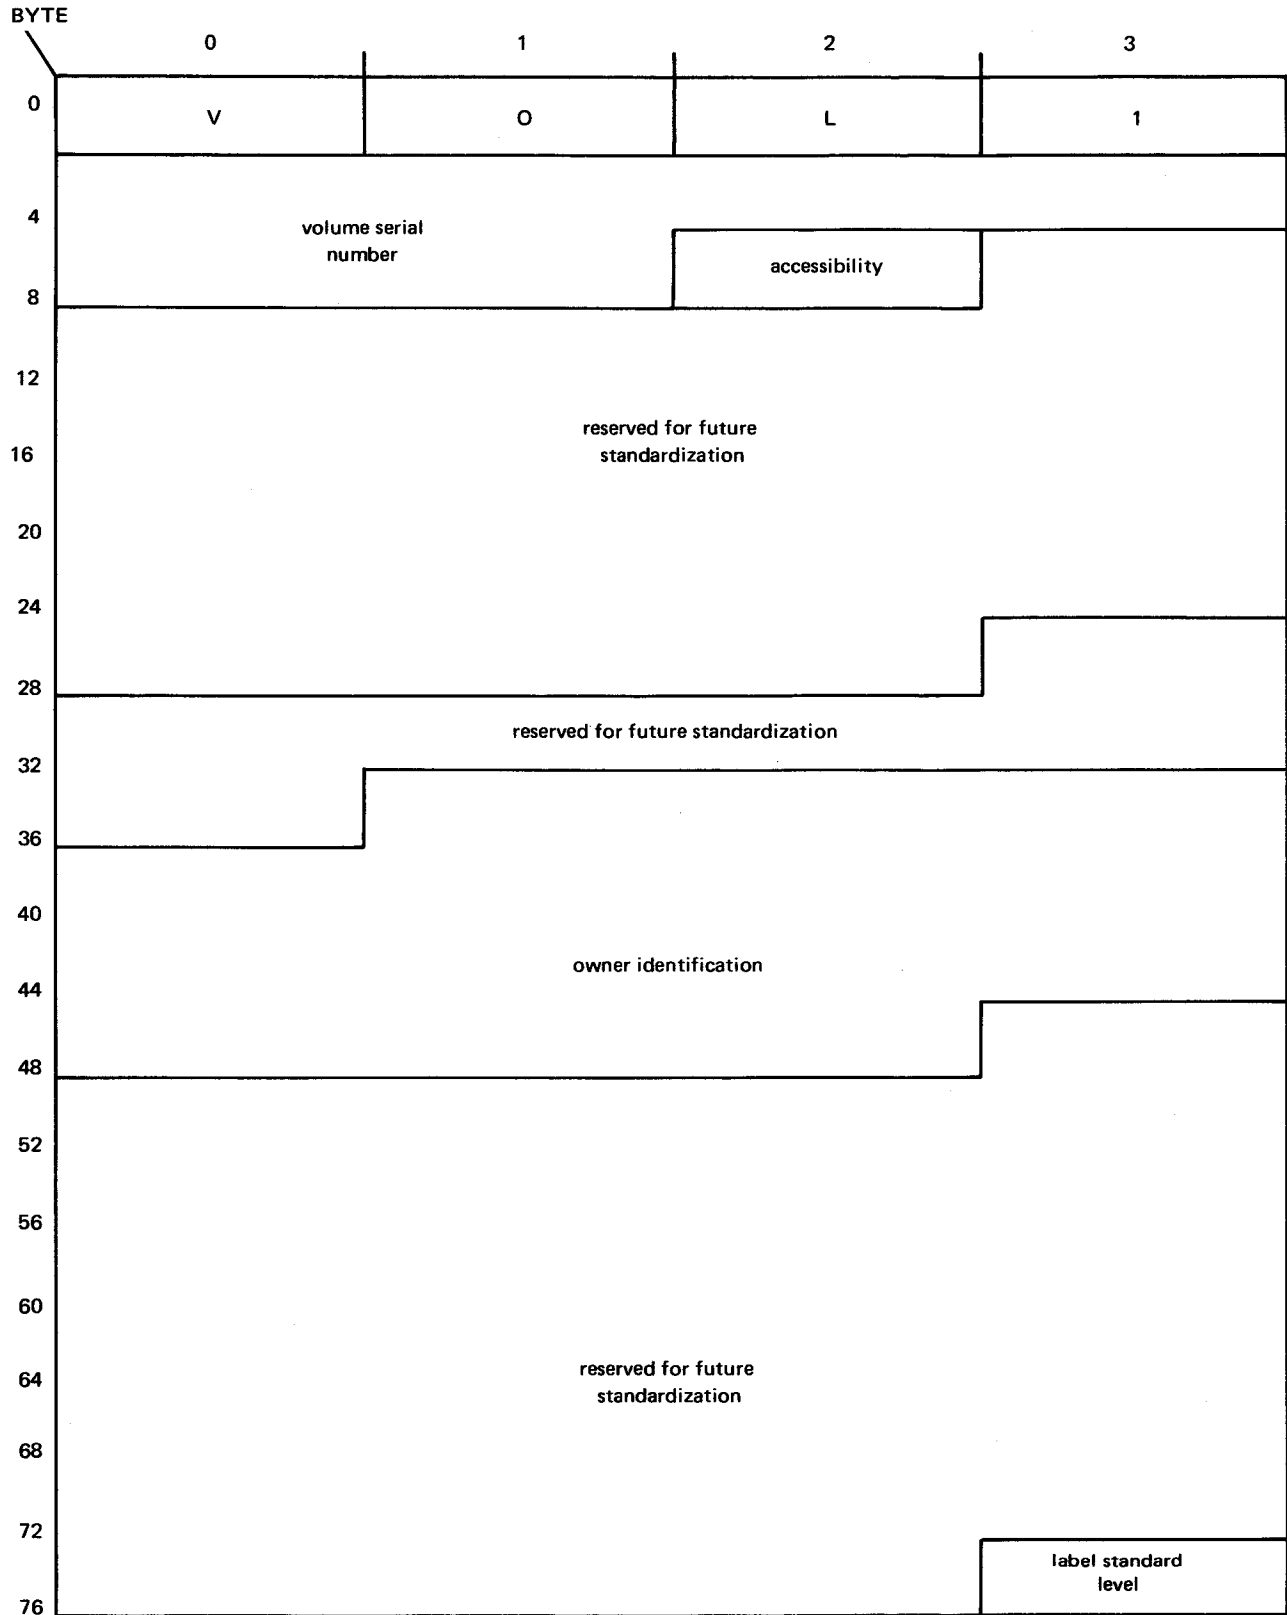 BYTE
0 1 2 3
0 V O L 1
4
volume serial
number
accessibility
8
12
reserved for future
16 standardization
20
24
28
reserved for future standardization
32
36
40
owner identification
44
48
52
56
60
64 reserved for future
standardization
68
72
label standard
level
76